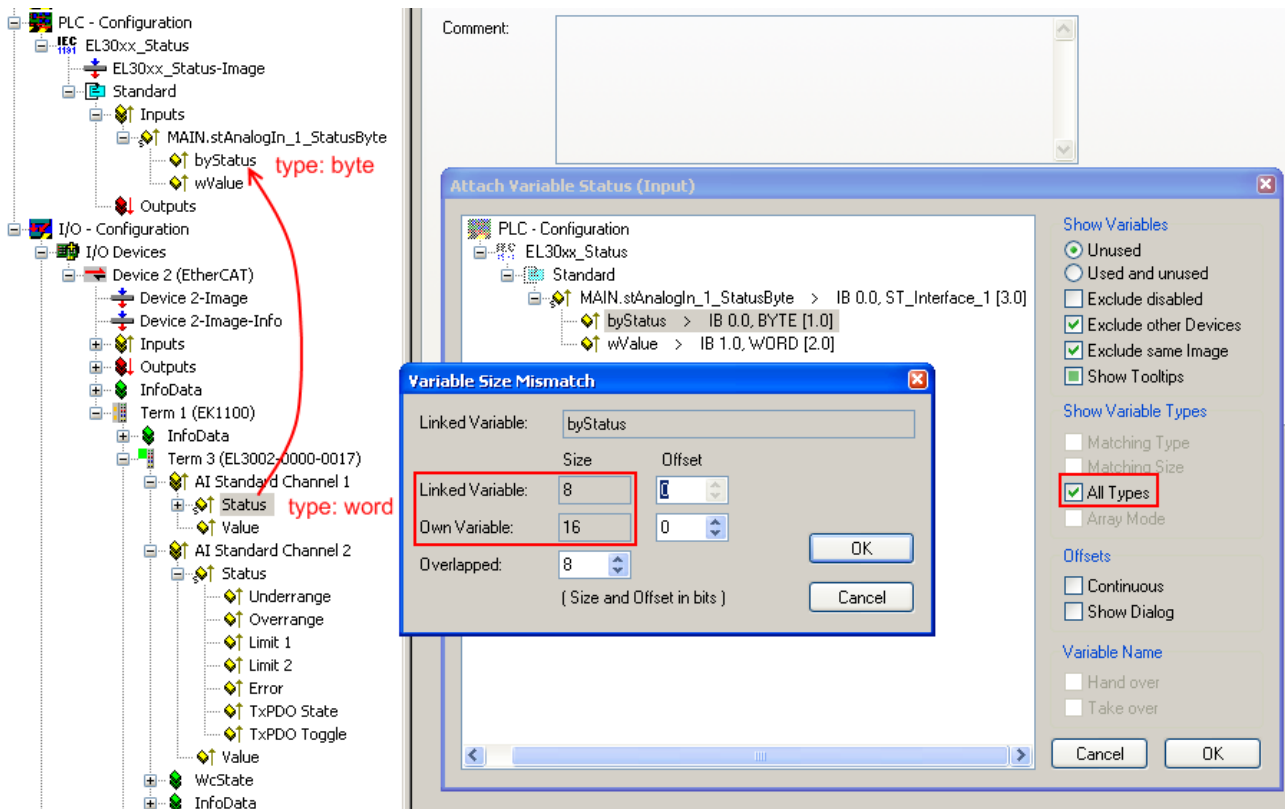 PLC - Configuration
IEC
1131
EL30xx_Status
EL30xx_Status-Image
Standard
Inputs
MAIN.stAnalogIn_1_StatusByte
byStatus
type: byte
wValue
Outputs
I/O - Configuration
I/O Devices
Device 2 (EtherCAT)
Device 2-Image
Device 2-Image-Info
Inputs
Outputs
InfoData
Term 1 (EK1100)
InfoData
Term 3 (EL3002-0000-0017)
AI Standard Channel 1
Status
type: word
Value
AI Standard Channel 2
Status
Underrange
Overrange
Limit 1
Limit 2
Error
TxPDO State
TxPDO Toggle
Value
WcState
InfoData
Comment:
Attach Variable Status (Input)
PLC - Configuration
EL30xx_Status
Standard
MAIN.stAnalogIn_1_StatusByte > IB 0.0, ST_Interface_1 [3.0]
byStatus > IB 0.0, BYTE [1.0]
wValue > IB 1.0, WORD [2.0]
Show Variables
Unused
Used and unused
Exclude disabled
Exclude other Devices
Exclude same Image
Show Tooltips
Show Variable Types
Matching Type
Matching Size
All Types
Array Mode
Offsets
Continuous
Show Dialog
Variable Name
Hand over
Take over
Cancel
OK
Variable Size Mismatch
Linked Variable:
byStatus
Size Offset
Linked Variable: 8 0
Own Variable: 16 0
Overlapped: 8
( Size and Offset in bits )
OK
Cancel